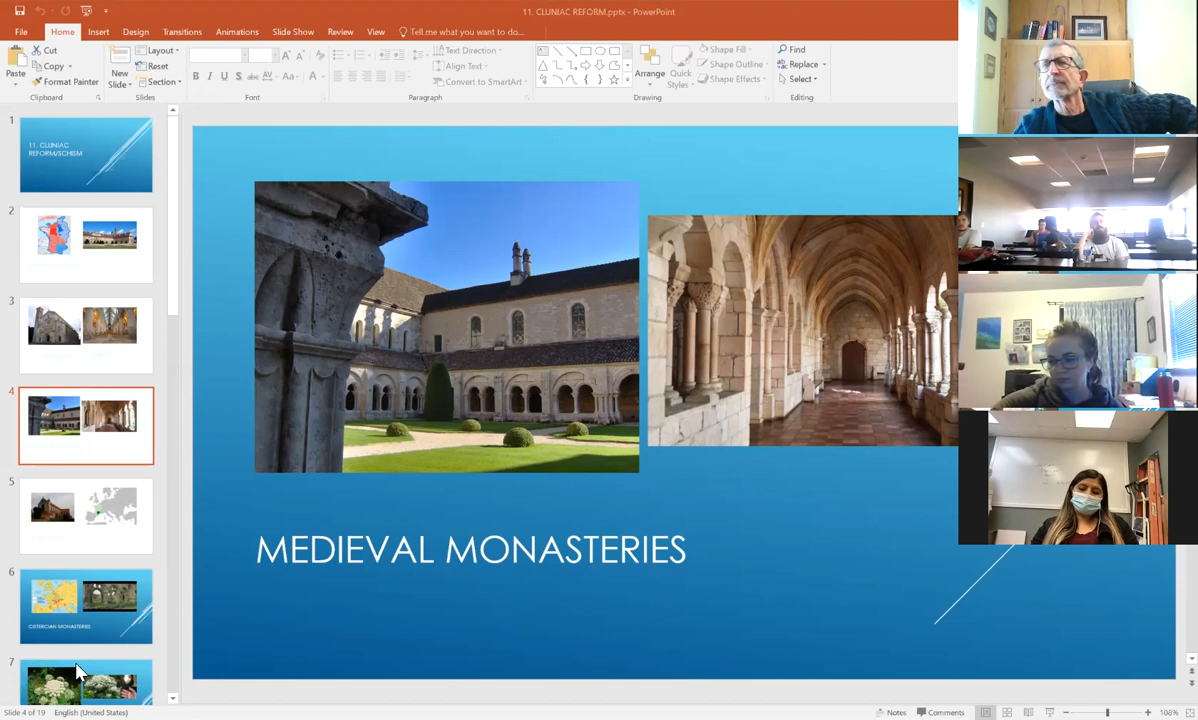 11. CLUNIAC REFORM.pptx - PowerPoint
File Home Insert Design Transitions Animations Slide Show Review View Tell me what you want to do...
Paste
Cut
Copy
Format Painter
Clipboard
New
Slide
Layout
Reset
Section
Slides
B I U S abc AV Aa A
Font
Text Direction
Align Text
Convert to SmartArt
Paragraph
Arrange
Quick
Styles
Shape Fill
Shape Outline
Shape Effects
Drawing
Find
Replace
Select
Editing
1
11. CLUNIAC
REFORM/SCHISM
2
3
4
5
6
CISTERCIAN MONASTERIES
7
MEDIEVAL MONASTERIES
Slide 4 of 19 English (United States) Notes Comments 108%